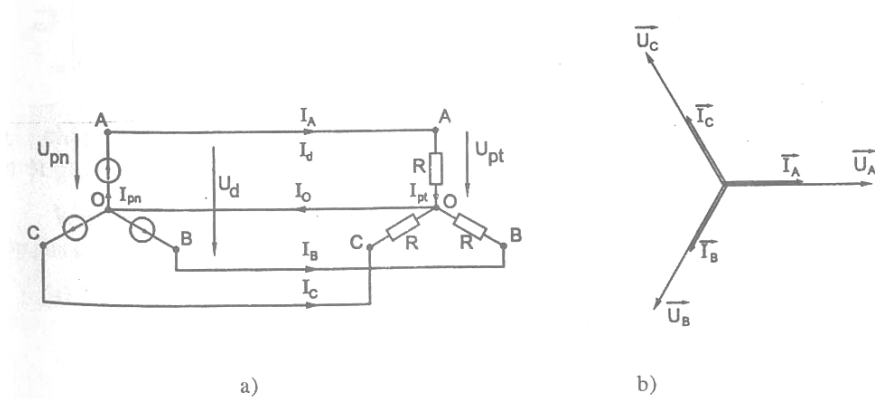 U_C
A I_A A
I_C
U_pn I_d R U_pt
I_A U_A
O I_pn U_d I_O I_pt O
C B C R R B
I_B I_B
I_C
U_B
a) b)